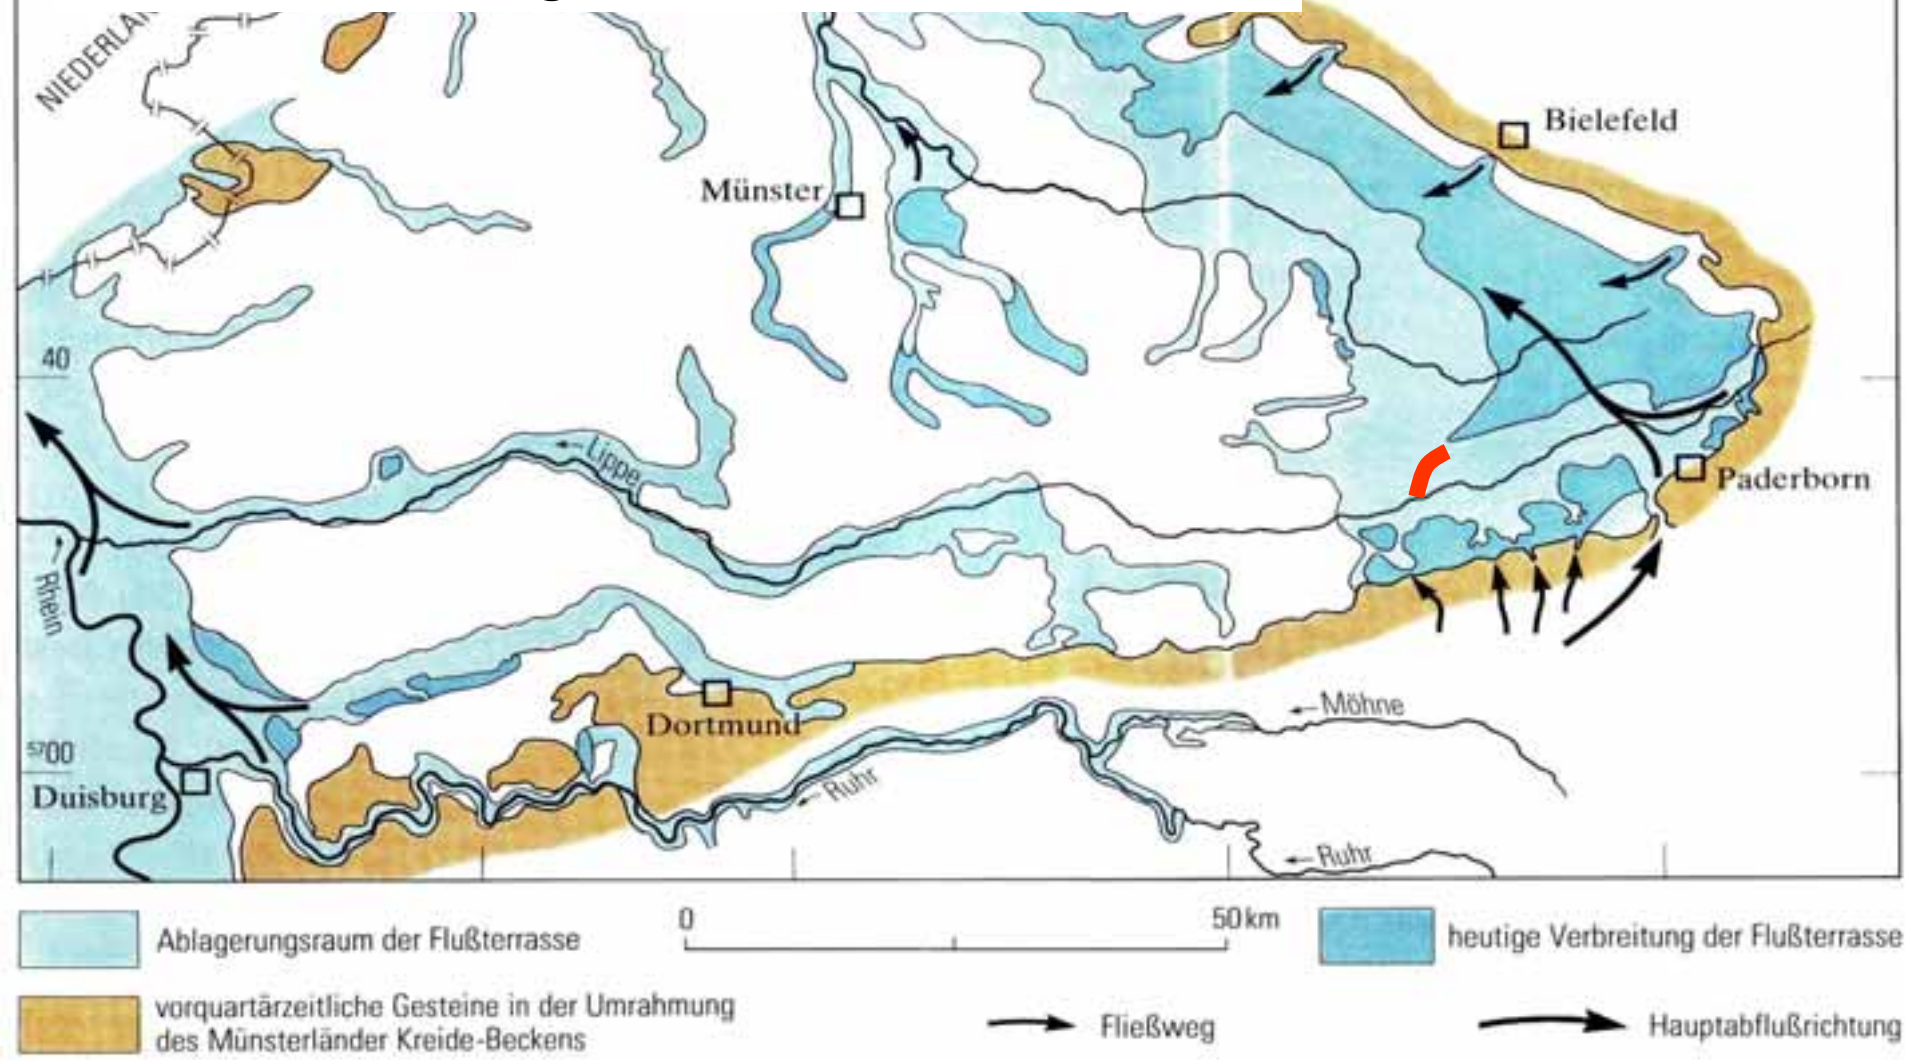 NIEDERLAN
Bielefeld
Münster
40
Lippe
Paderborn
Rhein
Möhne
Dortmund
⁵⁷00
Ruhr
Duisburg
Ruhr
0
50 km
Ablagerungsraum der Flußterrasse
heutige Verbreitung der Flußterrasse
vorquartärzeitliche Gesteine in der Umrahmung
des Münsterländer Kreide-Beckens
Fließweg
Hauptabflußrichtung